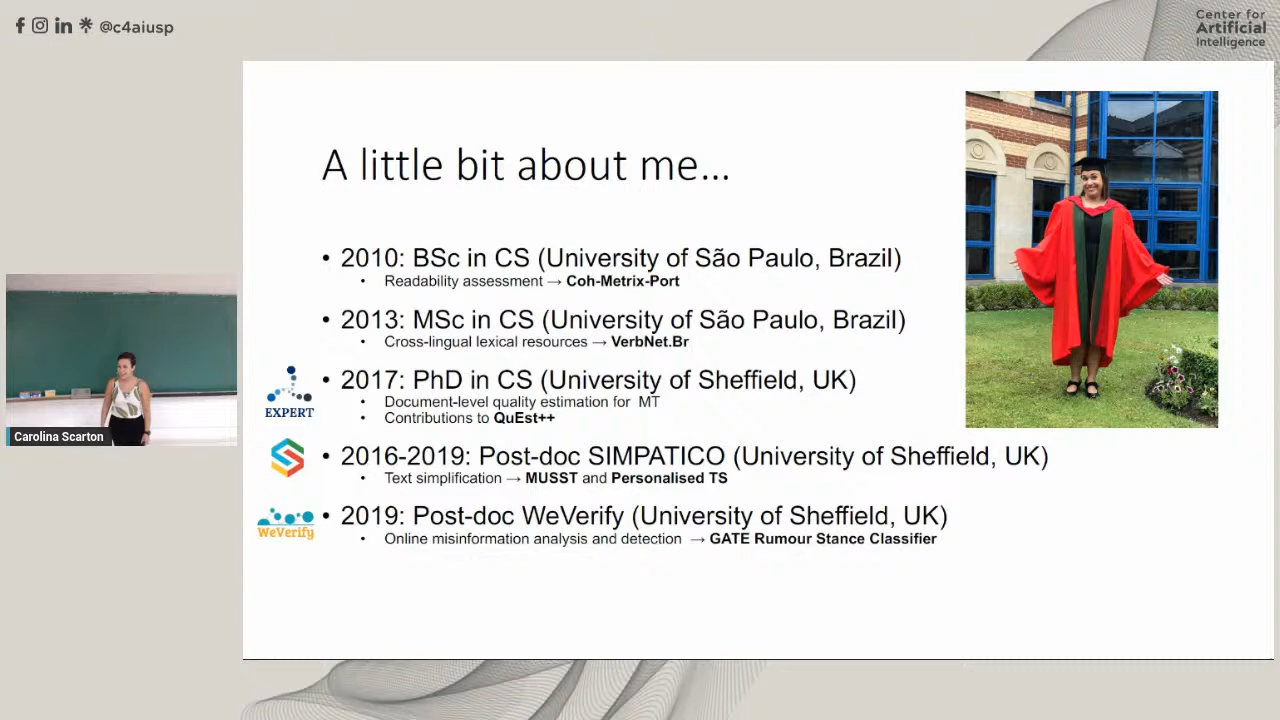 @c4aiusp
Center for
Artificial
Intelligence
A little bit about me...
• 2010: BSc in CS (University of São Paulo, Brazil)
• Readability assessment → Coh-Metrix-Port
• 2013: MSc in CS (University of São Paulo, Brazil)
• Cross-lingual lexical resources → VerbNet.Br
EXPERT
• 2017: PhD in CS (University of Sheffield, UK)
• Document-level quality estimation for MT
• Contributions to QuEst++
• 2016-2019: Post-doc SIMPATICO (University of Sheffield, UK)
• Text simplification → MUSST and Personalised TS
WeVerify
• 2019: Post-doc WeVerify (University of Sheffield, UK)
• Online misinformation analysis and detection → GATE Rumour Stance Classifier
Carolina Scarton